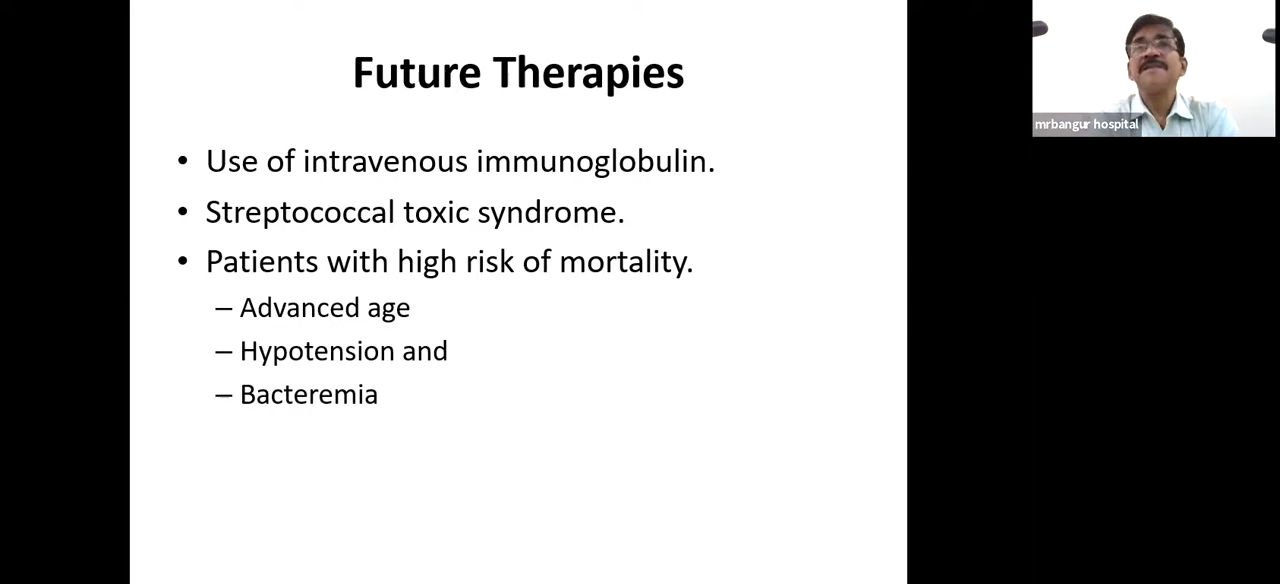 Future Therapies
• Use of intravenous immunoglobulin.
• Streptococcal toxic syndrome.
• Patients with high risk of mortality.
– Advanced age
– Hypotension and
– Bacteremia
mrbangur hospital